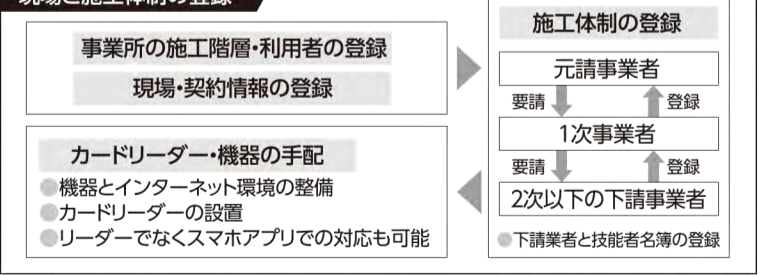 現場と施工体制の登録
事業所の施工階層・利用者の登録
現場・契約情報の登録
施工体制の登録
元請事業者
要請 登録
1次事業者
要請 登録
2次以下の下請事業者
●下請業者と技能者名簿の登録
カードリーダー・機器の手配
●機器とインターネット環境の整備
●カードリーダーの設置
●リーダーでなくスマホアプリでの対応も可能